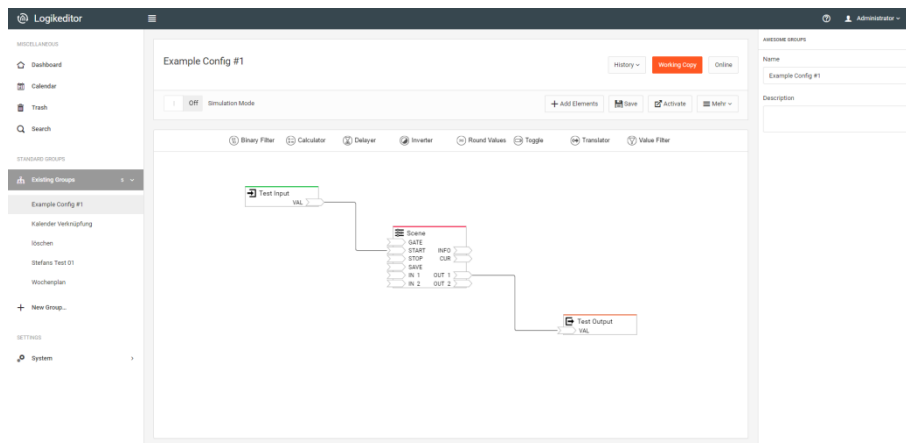 Logikeditor
Administrator
MISCELLANEOUS
Dashboard
Calendar
Trash
Search
STANDARD GROUPS
Existing Groups
Example Config #1
Kalender Verknüpfung
löschen
Stefans Test 01
Wochenplan
New Group...
SETTINGS
System
Example Config #1
History
Working Copy
Online
Off Simulation Mode
Add Elements
Save
Activate
Mehr
Binary Filter Calculator Delayer Inverter Round Values Toggle Translator Value Filter
Test Input
VAL
Scene
GATE
START INFO
STOP CUR
SAVE
IN 1 OUT 1
IN 2 OUT 2
Test Output
VAL
AWESOME GROUPS
Name
Example Config #1
Description